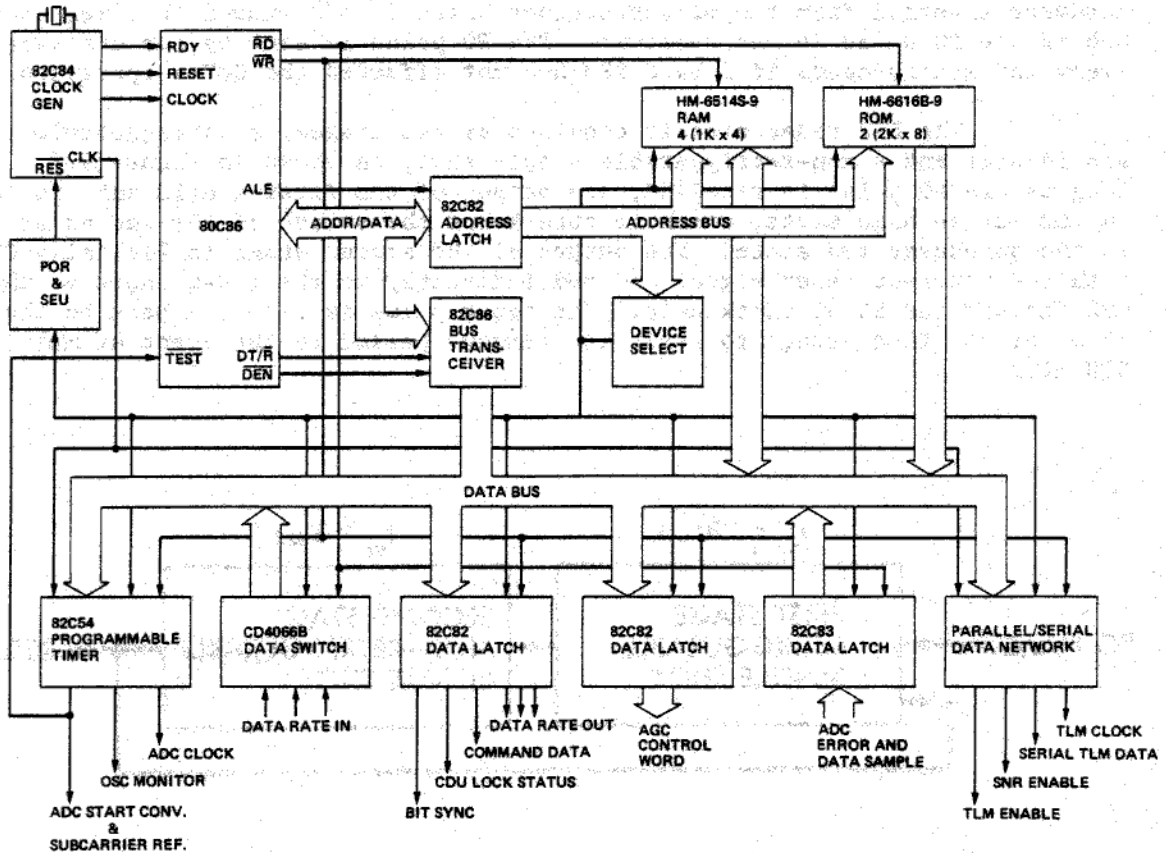 82C84
CLOCK
GEN
RES
CLK
RDY
RESET
CLOCK
RD
WR
ALE
80C86
TEST
DT/R
DEN
POR
&
SEU
ADDR/DATA
82C82
ADDRESS
LATCH
82C86
BUS
TRANS-
CEIVER
HM-6514S-9
RAM
4 (1K x 4)
HM-6616B-9
ROM
2 (2K x 8)
ADDRESS BUS
DEVICE
SELECT
DATA BUS
82C54
PROGRAMMABLE
TIMER
CD4066B
DATA SWITCH
82C82
DATA LATCH
82C82
DATA LATCH
82C83
DATA LATCH
PARALLEL/SERIAL
DATA NETWORK
ADC CLOCK
OSC MONITOR
ADC START CONV.
&
SUBCARRIER REF.
DATA RATE IN
DATA RATE OUT
COMMAND DATA
CDU LOCK STATUS
BIT SYNC
AGC
CONTROL
WORD
ADC
ERROR AND
DATA SAMPLE
TLM CLOCK
SERIAL TLM DATA
SNR ENABLE
TLM ENABLE